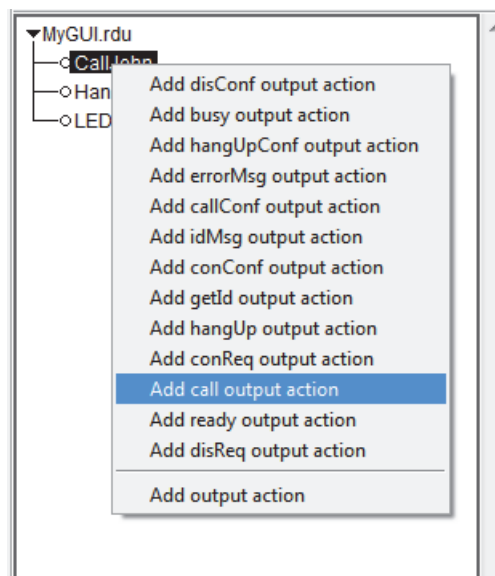 MyGUI.rdu
CallJohn
Han
LED
Add disConf output action
Add busy output action
Add hangUpConf output action
Add errorMsg output action
Add callConf output action
Add idMsg output action
Add conConf output action
Add getId output action
Add hangUp output action
Add conReq output action
Add call output action
Add ready output action
Add disReq output action
Add output action